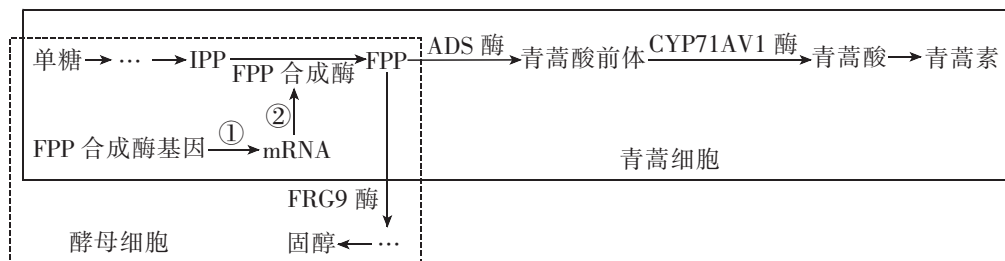 单糖 … IPP FPP 合成酶 FPP ADS 酶 青蒿酸前体 CYP71AV1 酶 青蒿酸 青蒿素
① ②
FPP 合成酶基因 mRNA
青蒿细胞
FRG9 酶
酵母细胞 固醇 …